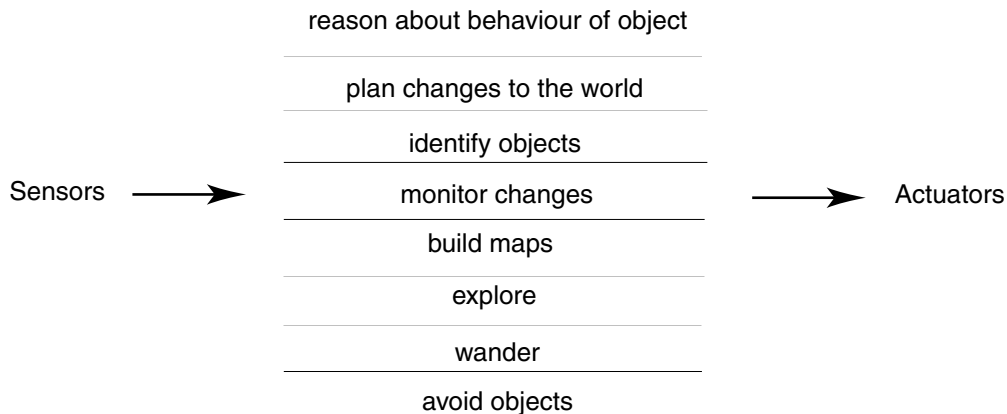 reason about behaviour of object
plan changes to the world
identify objects
Sensors
monitor changes
Actuators
build maps
explore
wander
avoid objects